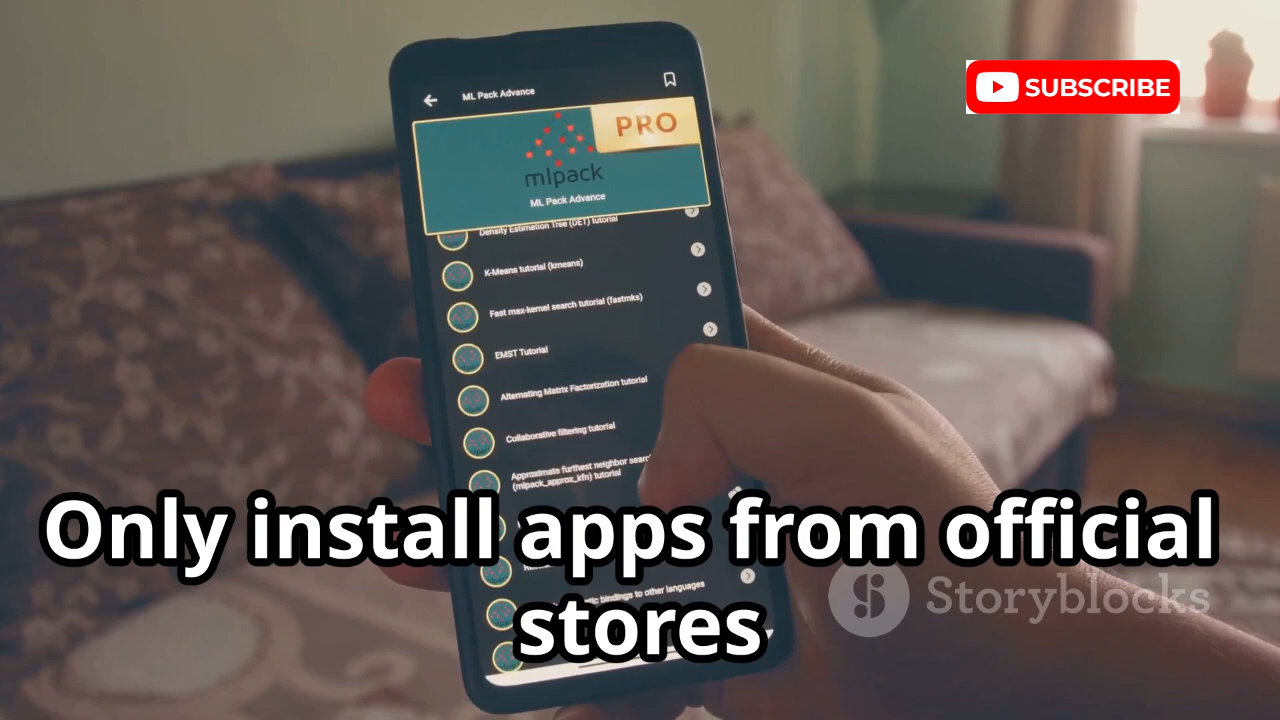 SUBSCRIBE
ML Pack Advance
PRO
mlpack
ML Pack Advance
Density Estimation Tree (DET) tutorial
K-Means tutorial (kmeans)
Fast max-kernel search tutorial (fastmks)
EMST Tutorial
Alternating Matrix Factorization tutorial
Collaborative filtering tutorial
Approximate furthest neighbor
(mlpack_approx_kfn) tutorial
Only install apps from official
bindings to other languages
Storyblocks
stores